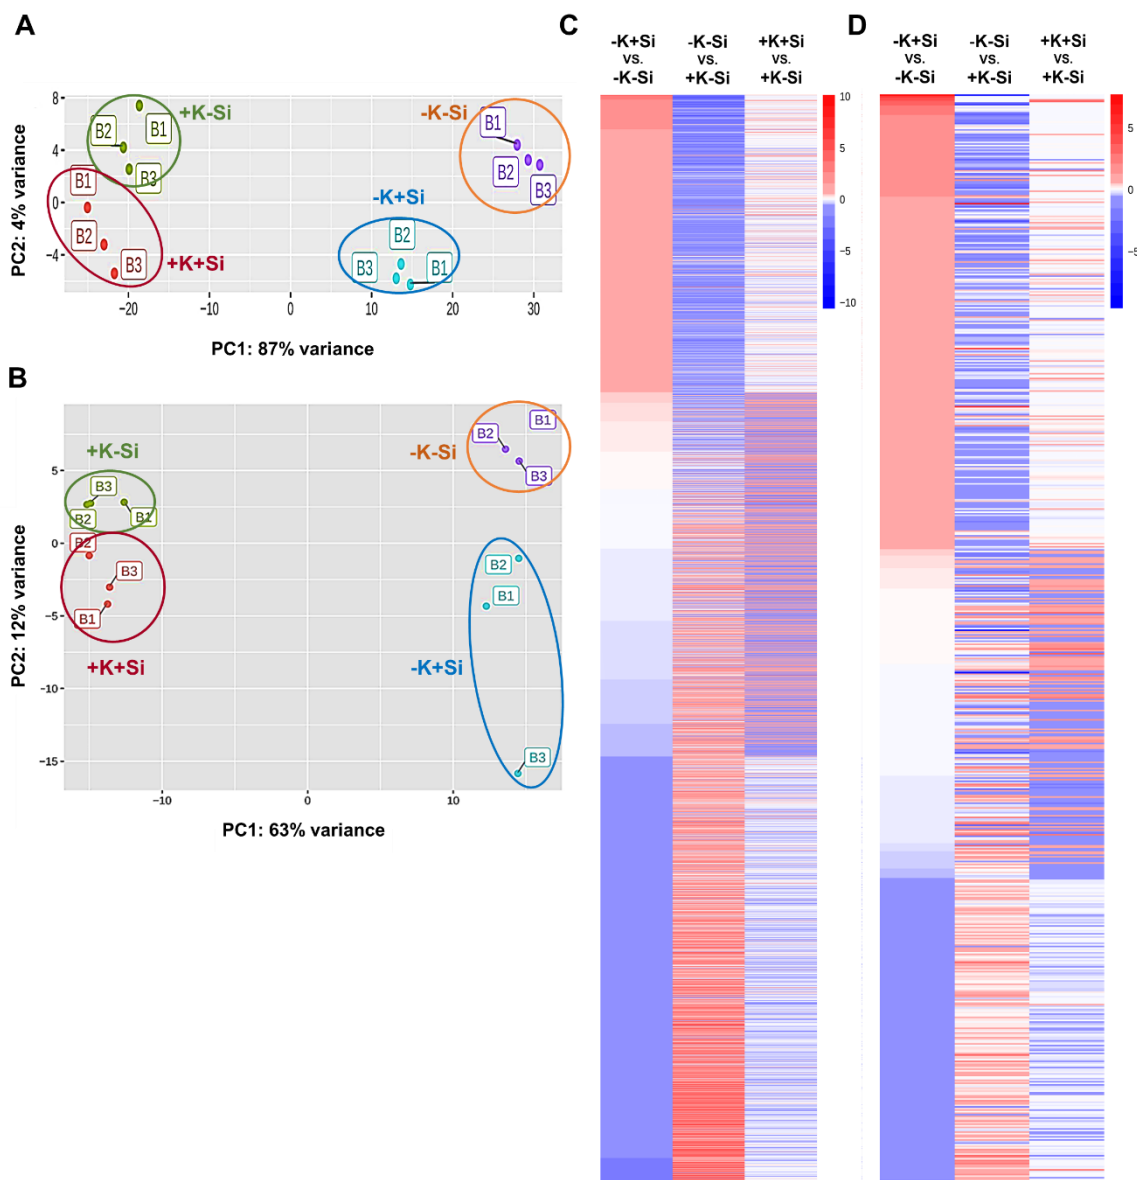 A
+K-Si
-K-Si
B1
B2
B3
B1
B2
B3
-K+Si
B1
B2
B3
+K+Si
B2
B3
B1
8
4
0
−4
PC2: 4% variance
−20
−10
0
10
20
30
PC1: 87% variance
B
+K-Si
-K-Si
B3
B2
B1
B1
B2
B3
B2
B3
B1
+K+Si
B2
B1
-K+Si
B3
5
0
−5
−10
−15
PC2: 12% variance
−10
0
10
PC1: 63% variance
C
-K+Si
vs.
-K-Si
-K-Si
vs.
+K-Si
+K+Si
vs.
+K-Si
10
5
0
−5
−10
D
-K+Si
vs.
-K-Si
-K-Si
vs.
+K-Si
+K+Si
vs.
+K-Si
5
0
−5